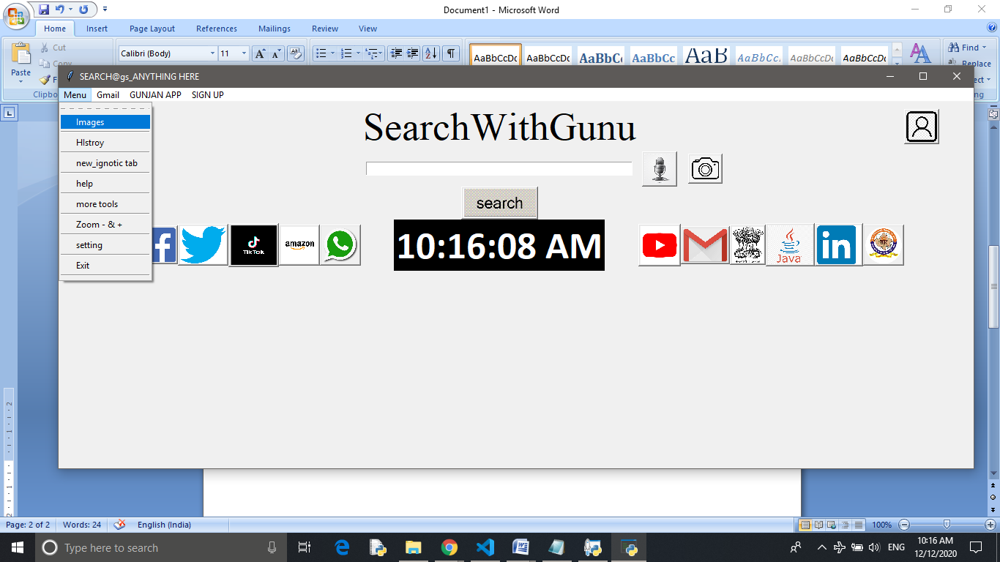 Document1 - Microsoft Word
Home Insert Page Layout References Mailings Review View
Paste
Cut
Copy
Calibri (Body) 11
AaBbCcDc AaBbCcDc AaBbC AaBbCc AaB AaBbCcI AaBbCcDc AaBbCcDc
Find
Replace
SEARCH@gs_ANYTHING HERE
Menu Gmail GUNJAN APP SIGN UP
Images
HIstroy
new_ignotic tab
help
more tools
Zoom - & +
setting
Exit
SearchWithGunu
search
TikTok
amazon
10:16:08 AM
Java
in
Page: 2 of 2 Words: 24 English (India) 100%
Type here to search
ENG
10:16 AM
12/12/2020